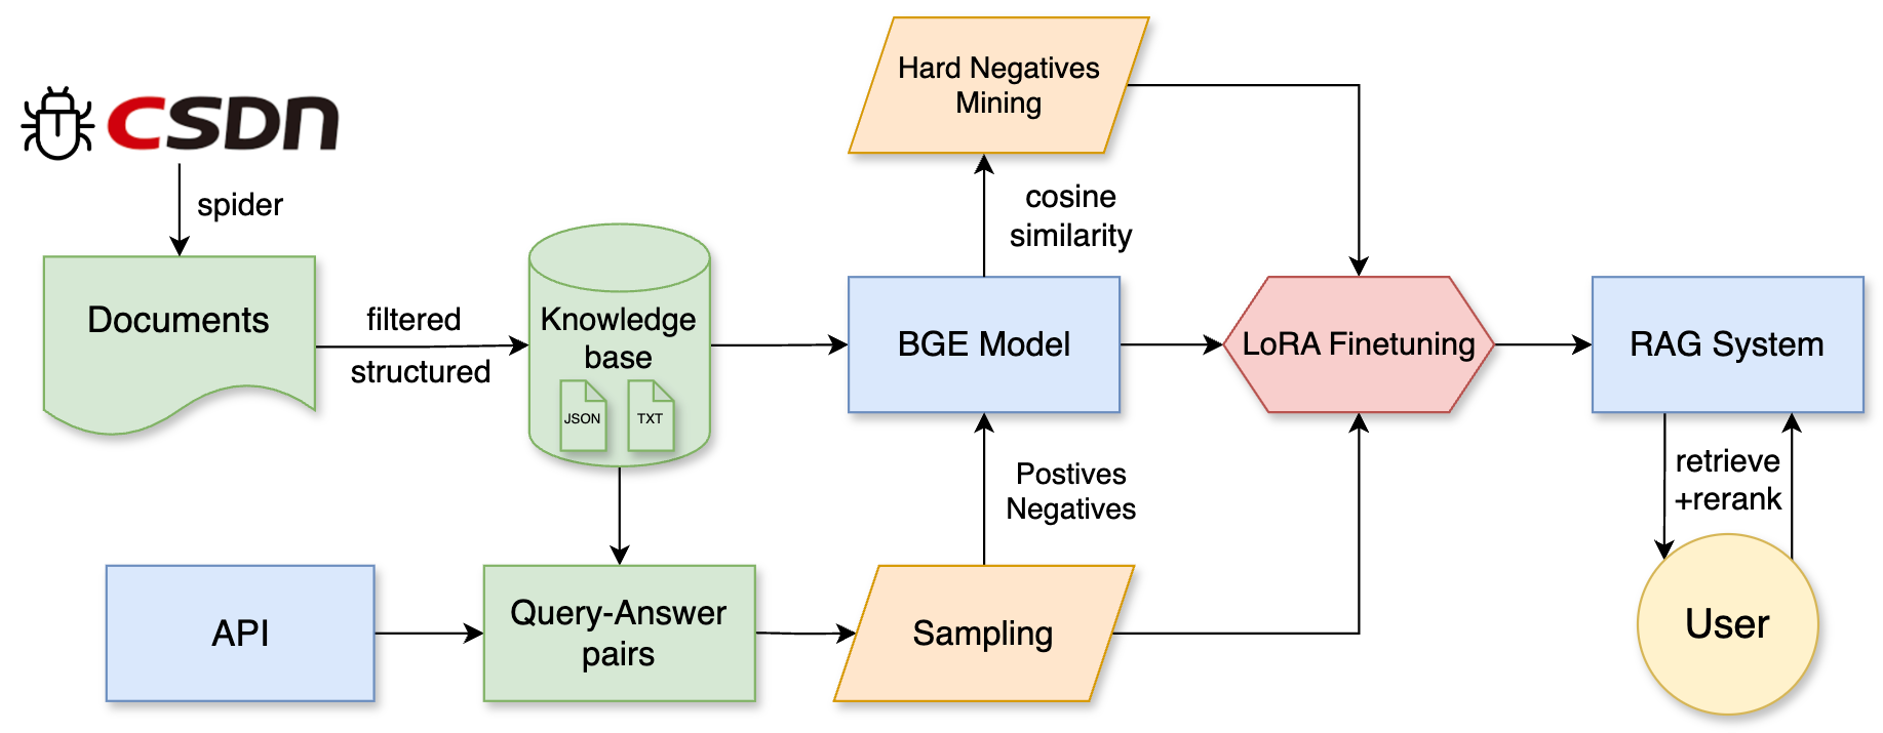 CSDN
spider
Documents
filtered
structured
Knowledge
base
JSON
TXT
Hard Negatives
Mining
cosine
similarity
BGE Model
LoRA Finetuning
RAG System
Postives
Negatives
retrieve
+rerank
API
Query-Answer
pairs
Sampling
User